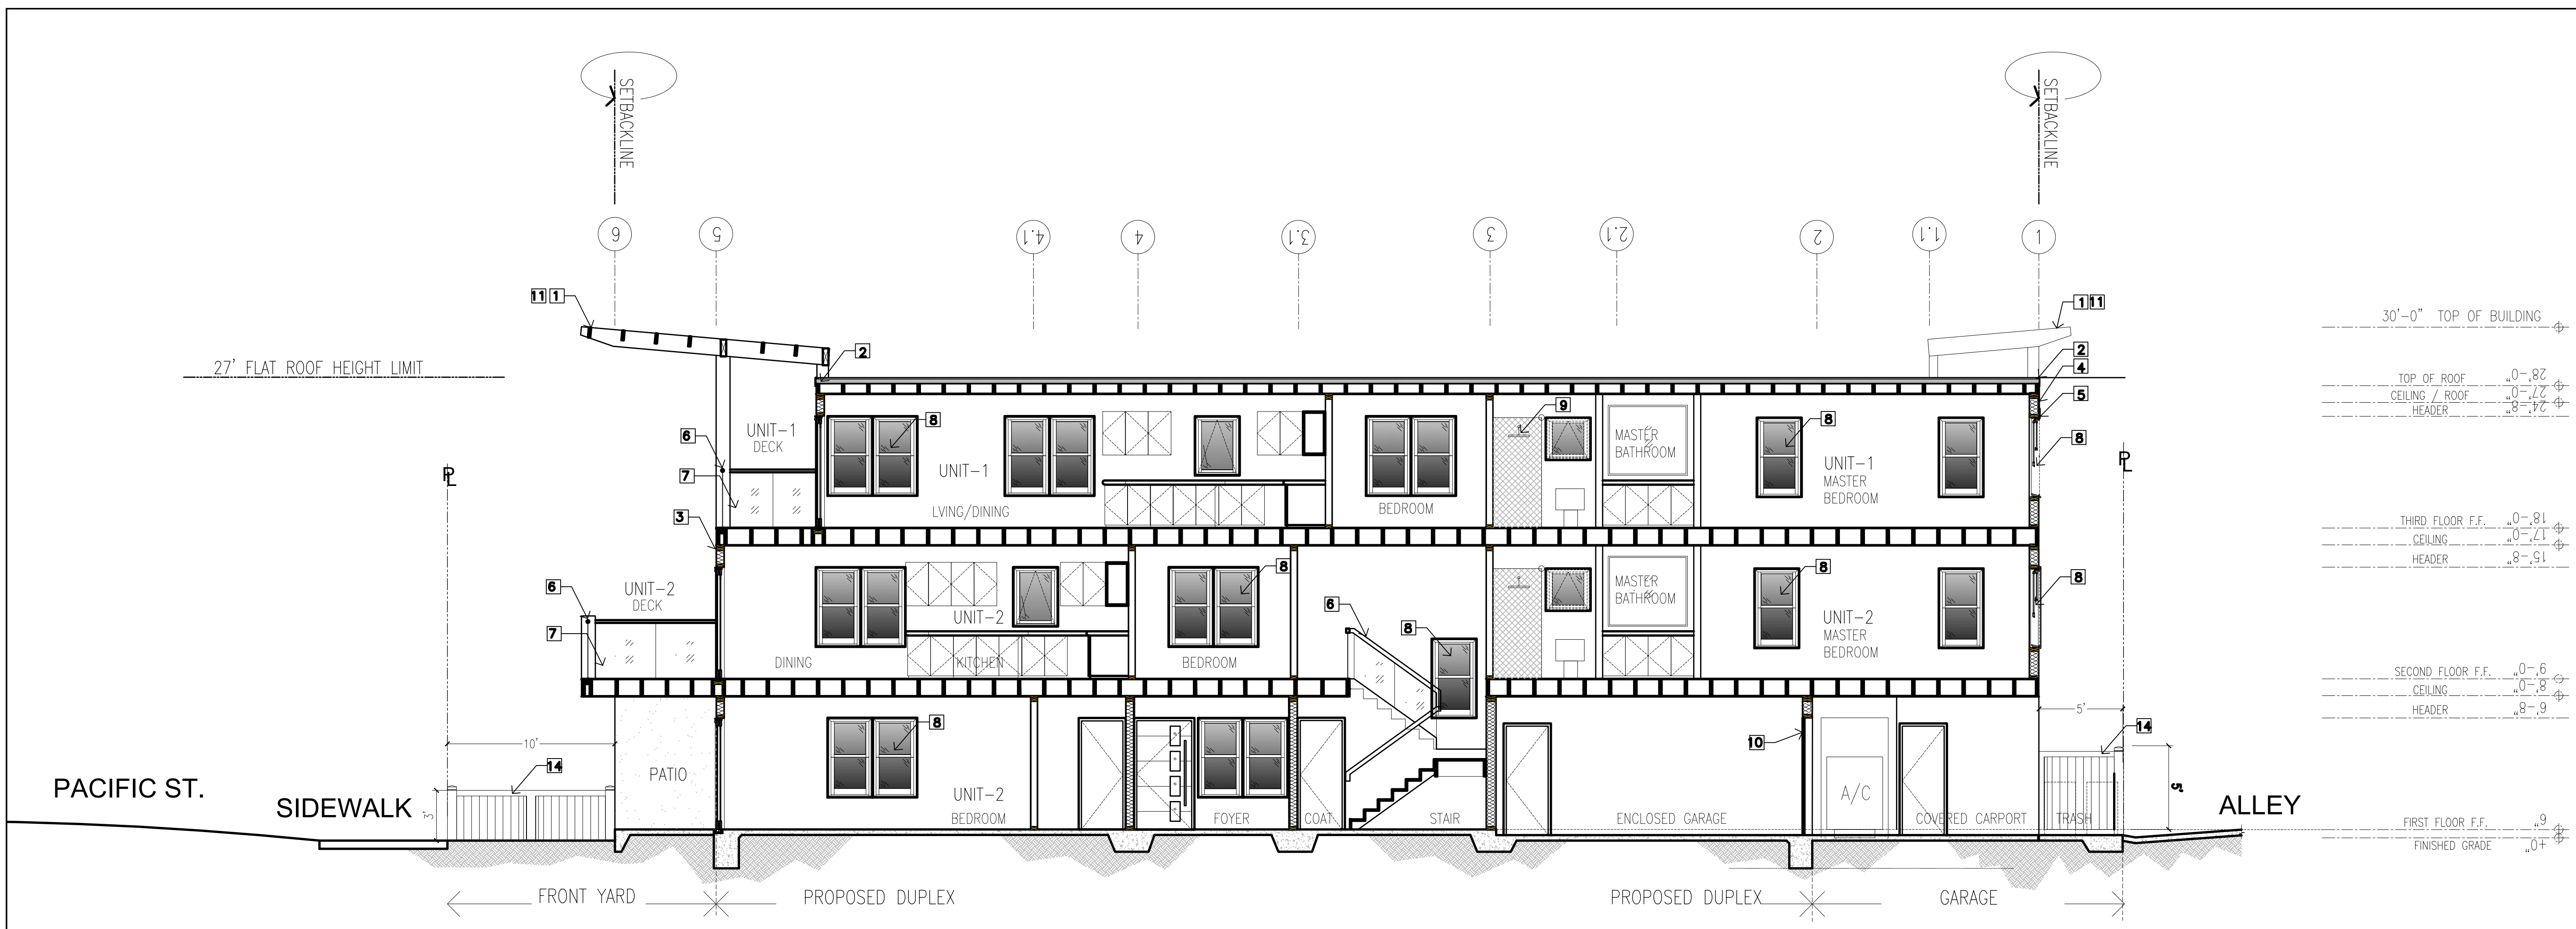 SETBACKLINE
SETBACKLINE
6
5
4.1
4
3.1
3
2.1
2
1.1
1
11 1
1 11
30'-0" TOP OF BUILDING
27' FLAT ROOF HEIGHT LIMIT
2
2
4
5
TOP OF ROOF 28'-0"
CEILING / ROOF 27'-0"
HEADER 24'-8"
UNIT-1
DECK
6
7
8
UNIT-1
LVING/DINING
BEDROOM
9
MASTER
BATHROOM
8
UNIT-1
MASTER
BEDROOM
8
PL
PL
3
THIRD FLOOR F.F. 18'-0"
CEILING 17'-0"
HEADER 15'-8"
6
7
UNIT-2
DECK
DINING
UNIT-2
KITCHEN
8
BEDROOM
6
8
MASTER
BATHROOM
8
UNIT-2
MASTER
BEDROOM
8
SECOND FLOOR F.F. 9'-0"
CEILING 8'-0"
HEADER 6'-8"
10'
14
3'
PATIO
8
UNIT-2
BEDROOM
FOYER
COAT
STAIR
ENCLOSED GARAGE
10
A/C
COVERED CARPORT
TRASH
5'
14
5'
PACIFIC ST.
SIDEWALK
ALLEY
FIRST FLOOR F.F. 6"
FINISHED GRADE +0"
FRONT YARD
PROPOSED DUPLEX
PROPOSED DUPLEX
GARAGE